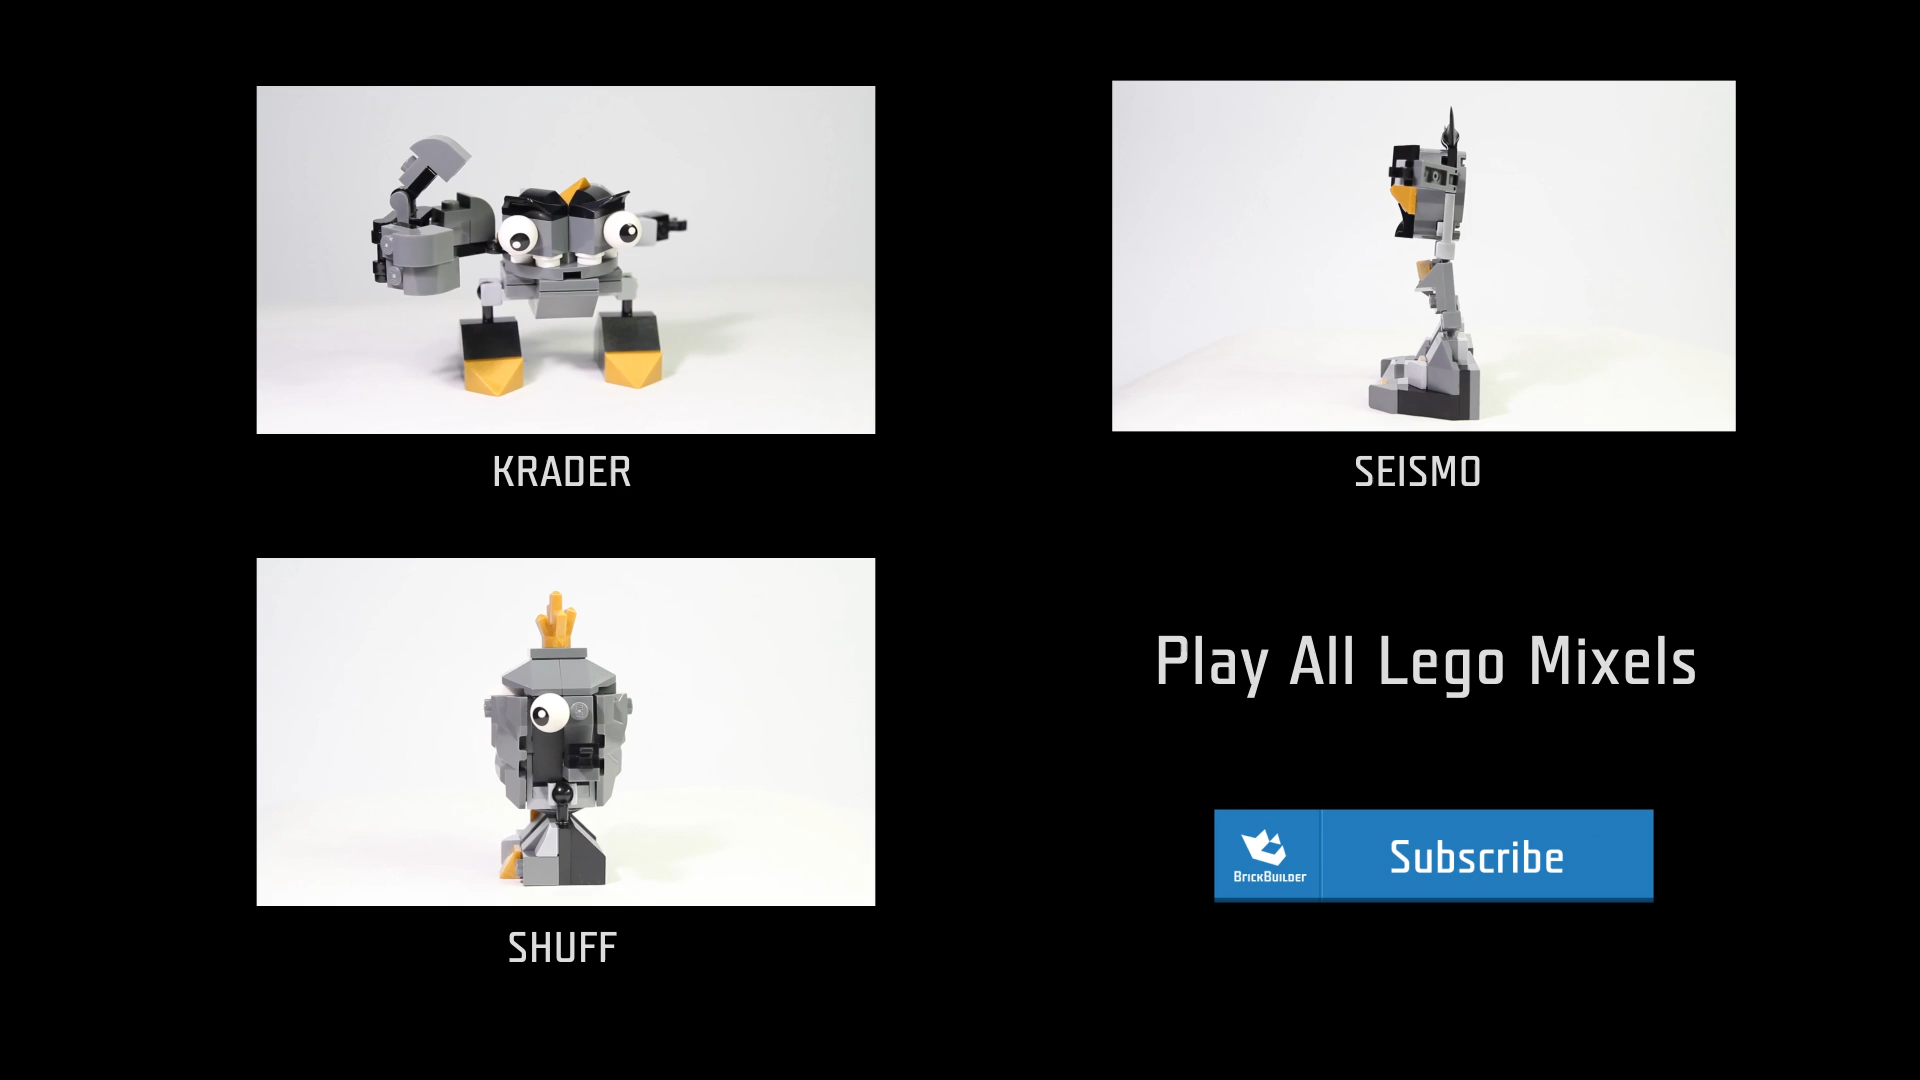 KRADER
SEISMO
SHUFF
Play All Lego Mixels
BRICKBUILDER
Subscribe